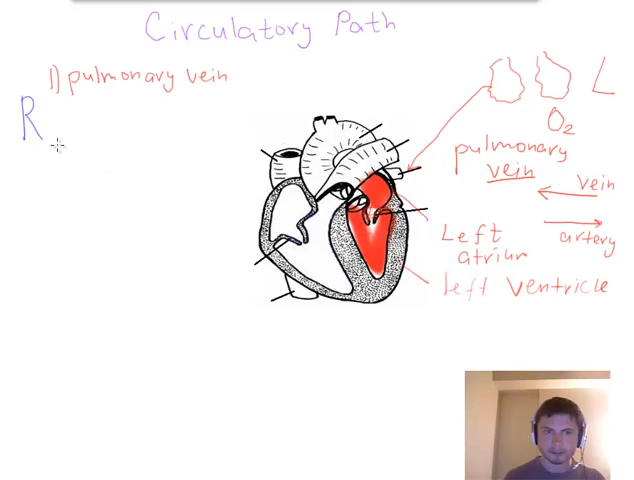 Circulatory Path
1) pulmonary vein
R
L
O2
pulmonary
vein
vein
artery
Left
atrium
Left ventricle